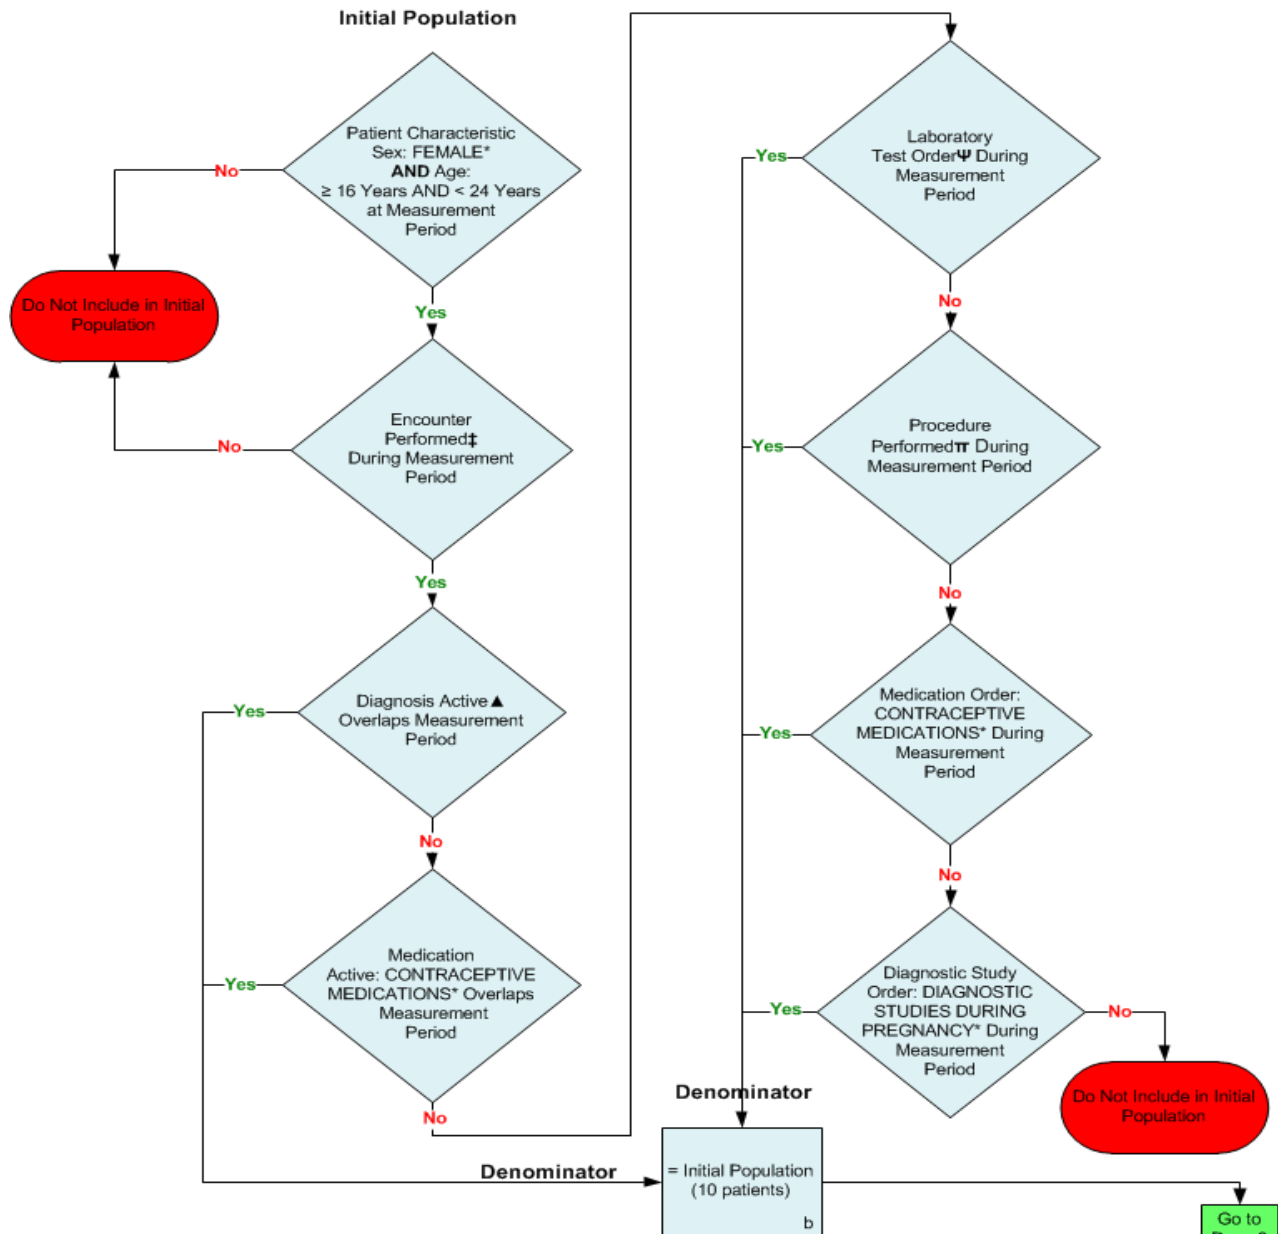 Initial Population
Patient Characteristic
Sex: FEMALE*
AND Age:
≥ 16 Years AND < 24 Years
at Measurement
Period
No
Do Not Include in Initial
Population
Yes
Encounter
Performed‡
During Measurement
Period
No
Yes
Diagnosis Active▲
Overlaps Measurement
Period
Yes
No
Medication
Active: CONTRACEPTIVE
MEDICATIONS* Overlaps
Measurement
Period
Yes
No
Laboratory
Test OrderΨ During
Measurement
Period
Yes
No
Procedure
Performedπ During
Measurement Period
Yes
No
Medication Order:
CONTRACEPTIVE
MEDICATIONS* During
Measurement
Period
Yes
No
Diagnostic Study
Order: DIAGNOSTIC
STUDIES DURING
PREGNANCY* During
Measurement
Period
Yes
No
Do Not Include in Initial
Population
Denominator
Denominator
= Initial Population
(10 patients)
b
Go to